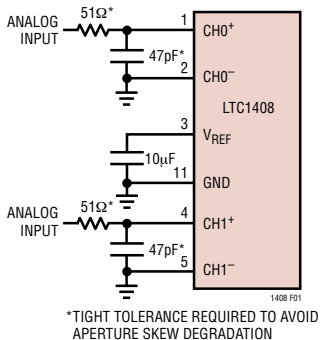 ANALOG
INPUT
51Ω*
47pF*
1
CH0+
2
CH0–
LTC1408
3
VREF
10μF
11
GND
ANALOG
INPUT
51Ω*
47pF*
4
CH1+
5
CH1–
1408 F01
*TIGHT TOLERANCE REQUIRED TO AVOID
APERTURE SKEW DEGRADATION